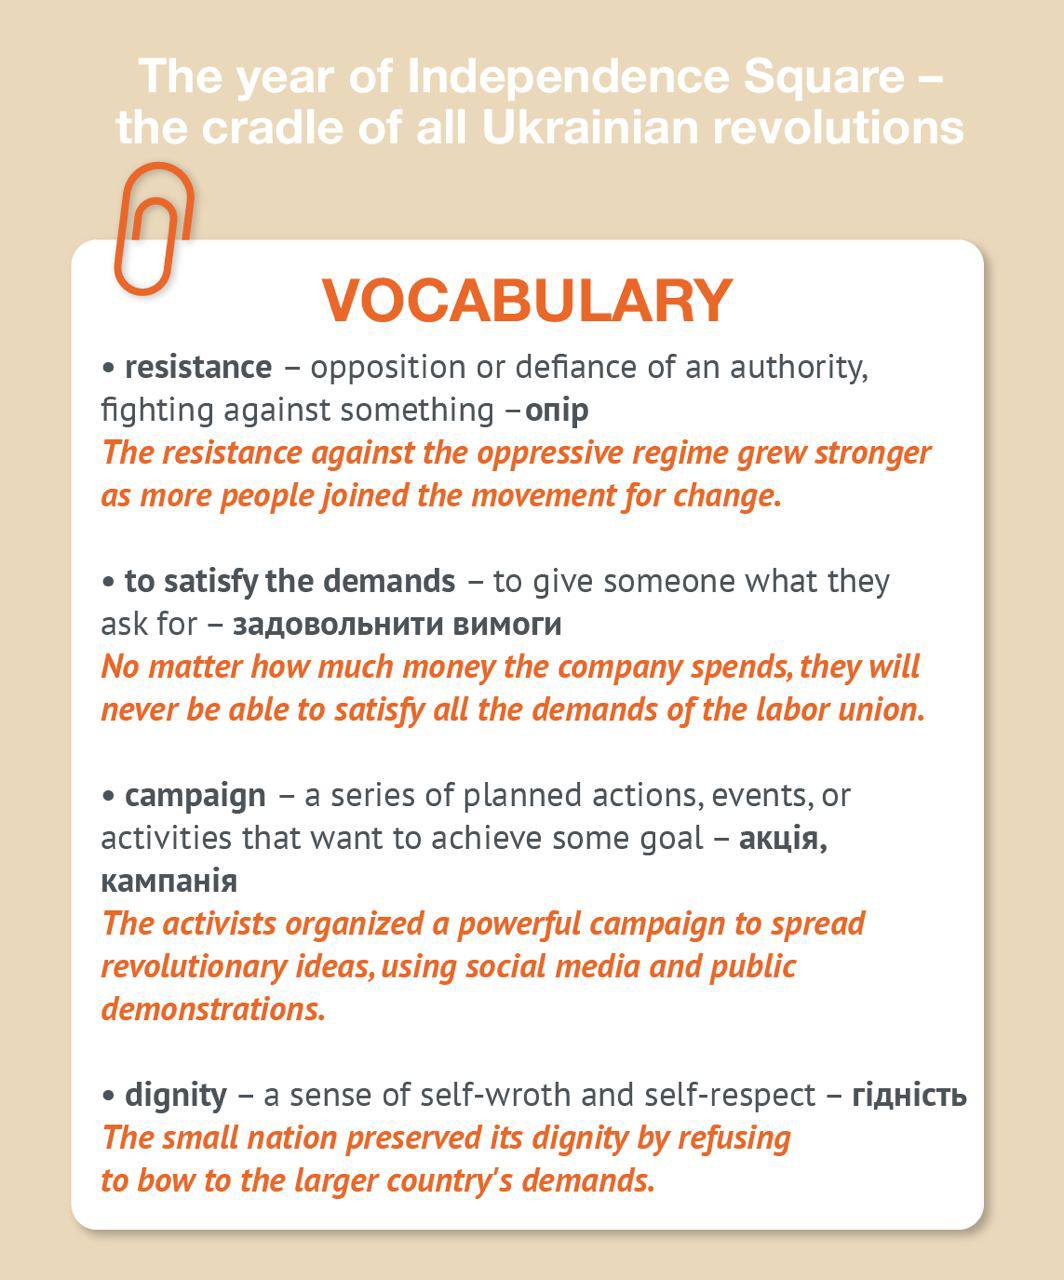 The year of Independence Square –
the cradle of all Ukrainian revolutions
VOCABULARY
• resistance – opposition or defiance of an authority,
fighting against something –опір
The resistance against the oppressive regime grew stronger
as more people joined the movement for change.
• to satisfy the demands – to give someone what they
ask for – задовольнити вимоги
No matter how much money the company spends, they will
never be able to satisfy all the demands of the labor union.
• campaign – a series of planned actions, events, or
activities that want to achieve some goal – акція,
кампанія
The activists organized a powerful campaign to spread
revolutionary ideas, using social media and public
demonstrations.
• dignity – a sense of self-wroth and self-respect – гідність
The small nation preserved its dignity by refusing
to bow to the larger country's demands.